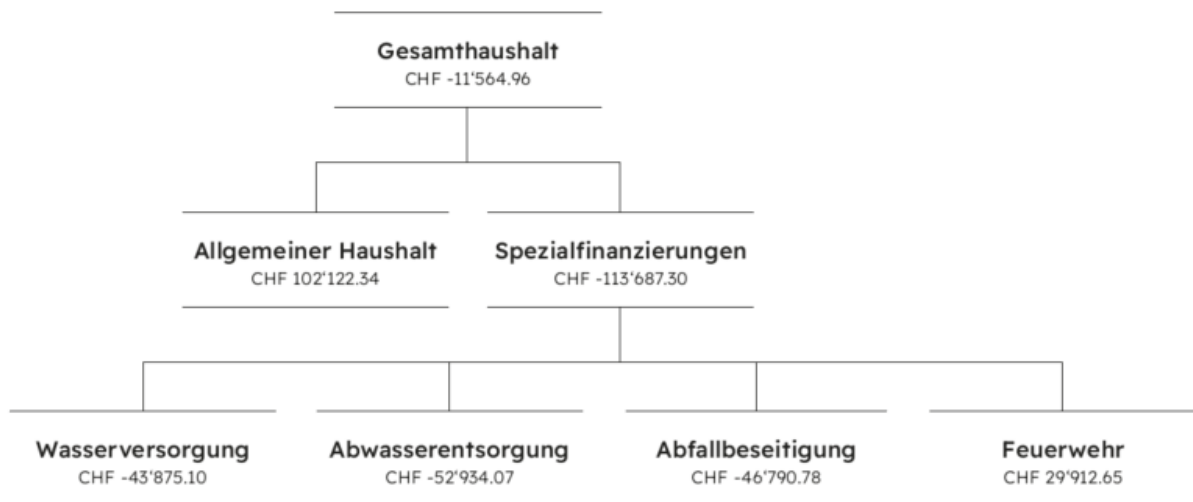 Gesamthaushalt
CHF -11‘564.96
Allgemeiner Haushalt
CHF 102‘122.34
Spezialfinanzierungen
CHF -113‘687.30
Wasserversorgung
CHF -43‘875.10
Abwasserentsorgung
CHF -52‘934.07
Abfallbeseitigung
CHF -46‘790.78
Feuerwehr
CHF 29‘912.65